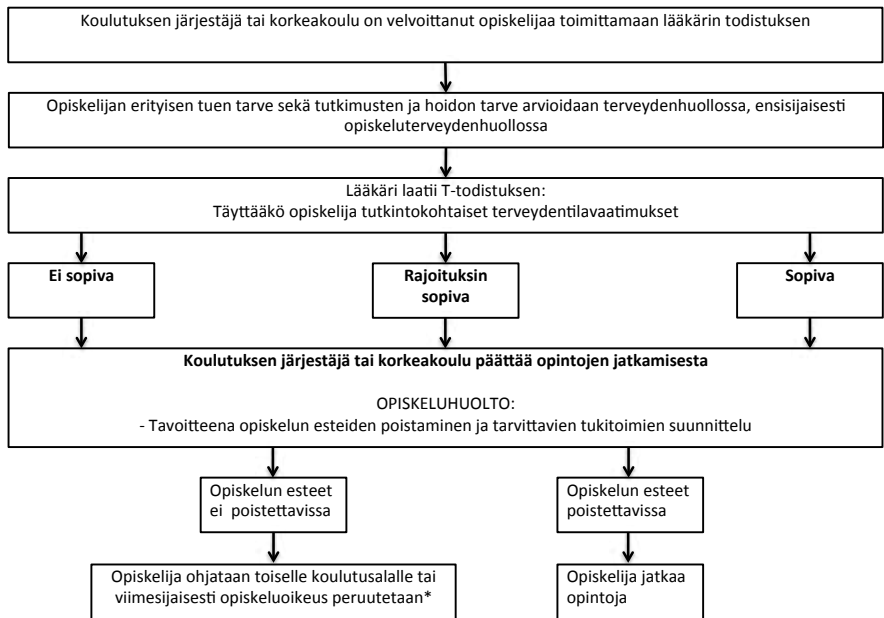 Koulutuksen järjestäjä tai korkeakoulu on velvoittanut opiskelijaa toimittamaan lääkärin todistuksen
Opiskelijan erityisen tuen tarve sekä tutkimusten ja hoidon tarve arvioidaan terveydenhuollossa, ensisijaisesti
opiskeluterveydenhuollossa
Lääkäri laatii T-todistuksen:
Täyttääkö opiskelija tutkintokohtaiset terveydentilavaatimukset
Ei sopiva
Rajoituksin
sopiva
Sopiva
Koulutuksen järjestäjä tai korkeakoulu päättää opintojen jatkamisesta
OPISKELUHUOLTO:
- Tavoitteena opiskelun esteiden poistaminen ja tarvittavien tukitoimien suunnittelu
Opiskelun esteet
ei poistettavissa
Opiskelun esteet
poistettavissa
Opiskelija ohjataan toiselle koulutusalalle tai
viimesijaisesti opiskeluoikeus peruutetaan*
Opiskelija jatkaa
opintoja